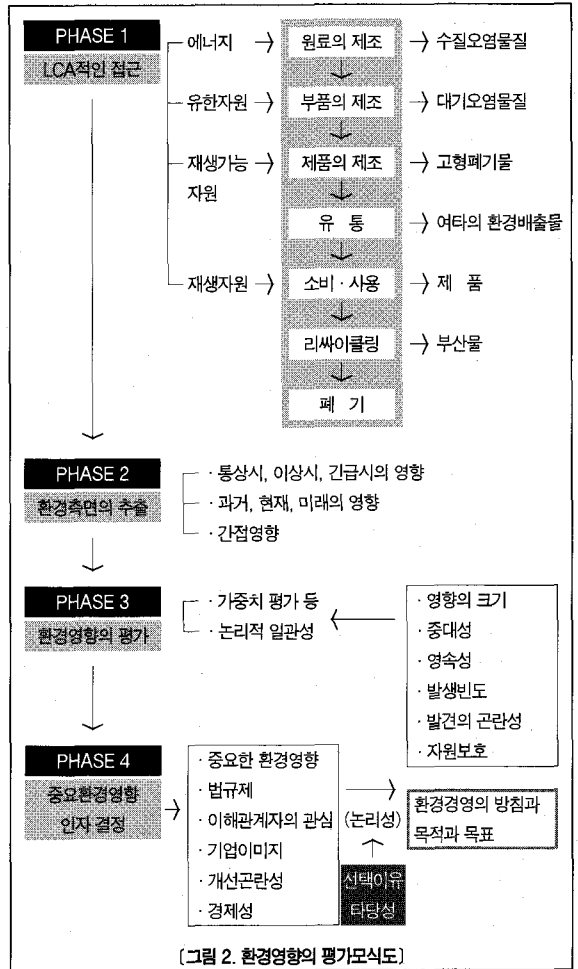 PHASE 1
LCA적인 접근
에너지 → 원료의 제조 → 수질오염물질
유한자원 → 부품의 제조 → 대기오염물질
재생가능 → 제품의 제조 → 고형폐기물
자원
유 통 → 여타의 환경배출물
재생자원 → 소비·사용 → 제 품
리싸이클링 → 부산물
폐 기
PHASE 2
환경측면의 추출
· 통상시, 이상시, 긴급시의 영향
· 과거, 현재, 미래의 영향
· 간접영향
PHASE 3
환경영향의 평가
· 가중치 평가 등
· 논리적 일관성
· 영향의 크기
· 중대성
· 영속성
· 발생빈도
· 발견의 곤란성
· 자원보호
PHASE 4
중요환경영향
인자 결정
· 중요한 환경영향
· 법규제
· 이해관계자의 관심
· 기업이미지
· 개선곤란성
· 경제성
(논리성)
선택이유
타당성
환경경영의 방침과
목적과 목표
〔그림 2. 환경영향의 평가모식도〕